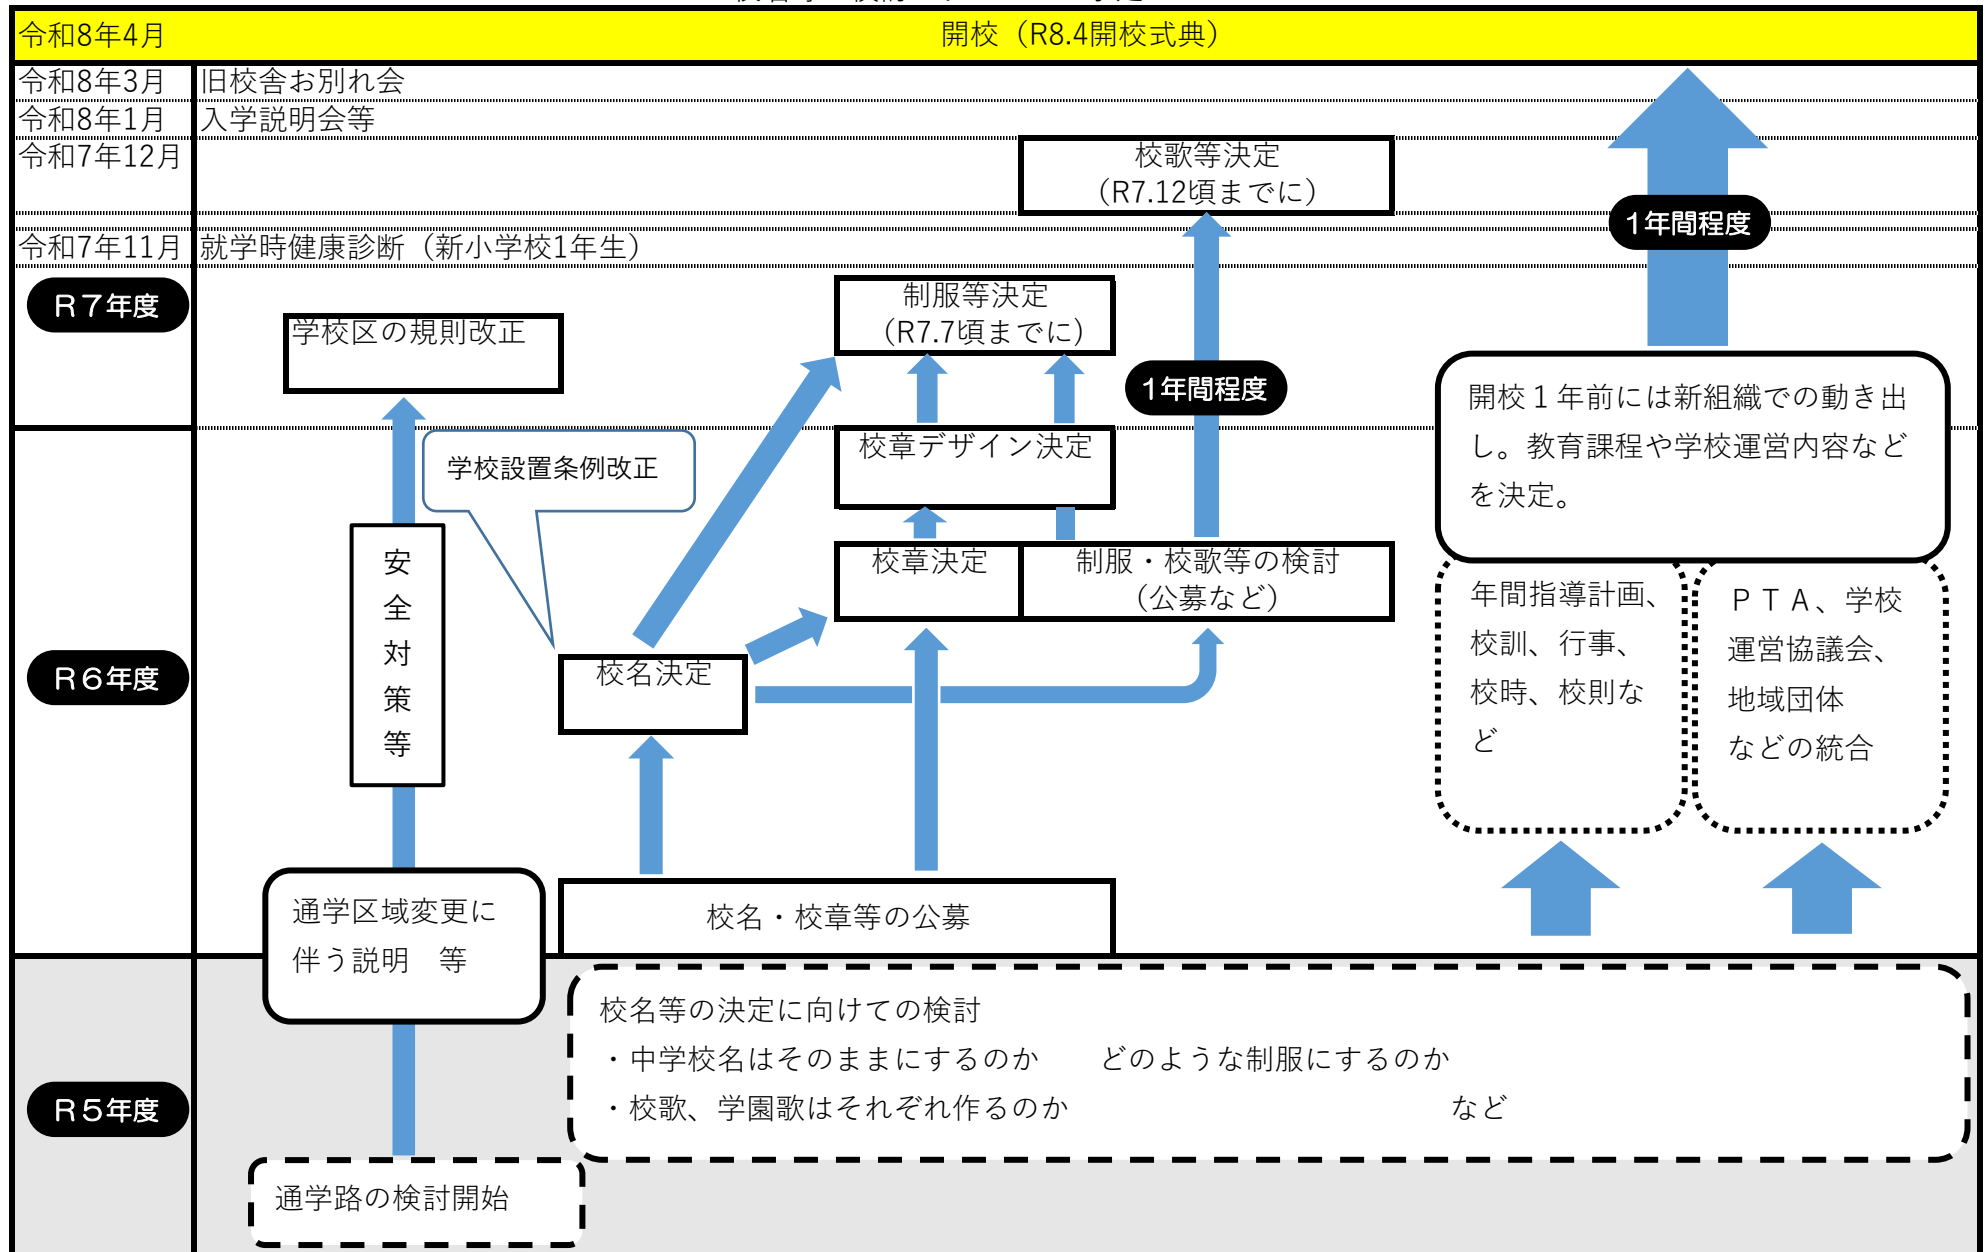 令和8年4月
開校（R8.4開校式典）
令和8年3月
旧校舎お別れ会
令和8年1月
入学説明会等
令和7年12月
校歌等決定
（R7.12頃までに）
1年間程度
令和7年11月
就学時健康診断（新小学校1年生）
R７年度
制服等決定
（R7.7頃までに）
学校区の規則改正
1年間程度
開校１年前には新組織での動き出
し。教育課程や学校運営内容など
を決定。
学校設置条例改正
校章デザイン決定
安全対策等
校章決定
制服・校歌等の検討
（公募など）
年間指導計画、
校訓、行事、
校時、校則な
ど
ＰＴＡ、学校
運営協議会、
地域団体
などの統合
R６年度
校名決定
通学区域変更に
伴う説明　等
校名・校章等の公募
校名等の決定に向けての検討
・中学校名はそのままにするのか　　どのような制服にするのか
・校歌、学園歌はそれぞれ作るのか　　　　　　　　　　　　　など
R５年度
通学路の検討開始